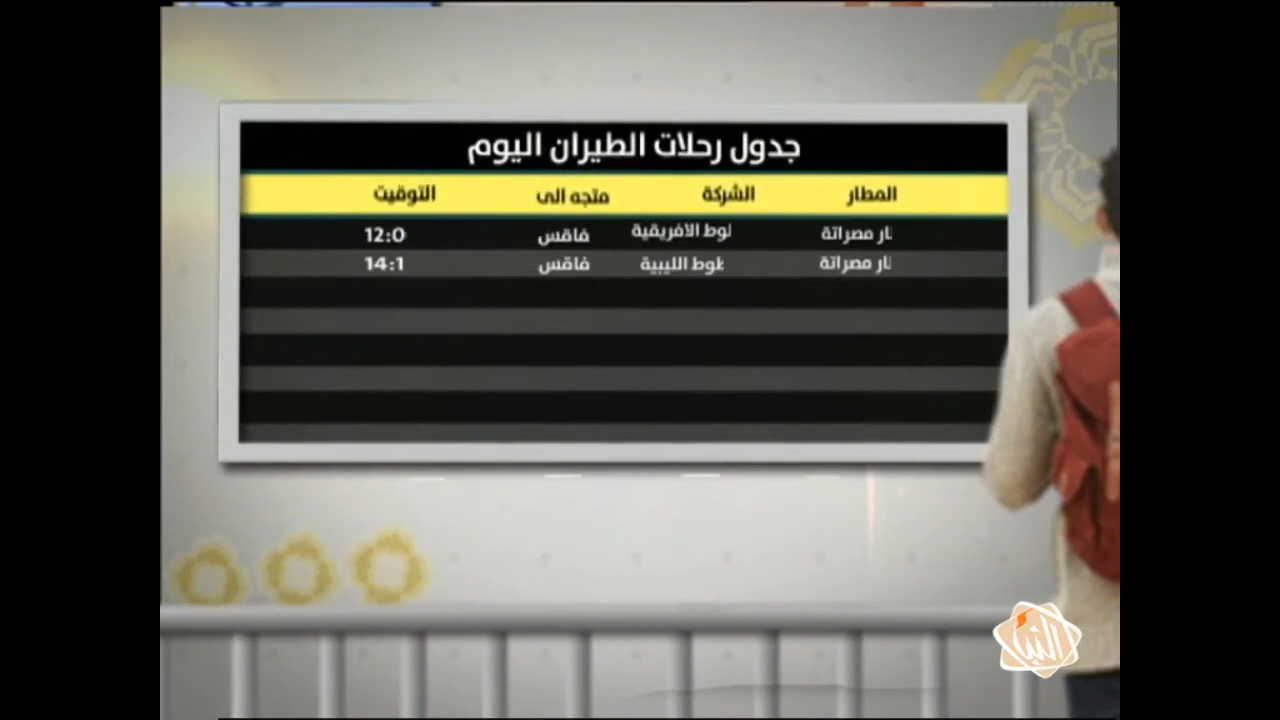 جدول رحلات الطيران اليوم
المطار الشركة متجه الى التوقيت
ار مصراتة لوط الافريقية فاقس 12:0
ار مصراتة طوط الليبية فاقس 14:1
النبأ